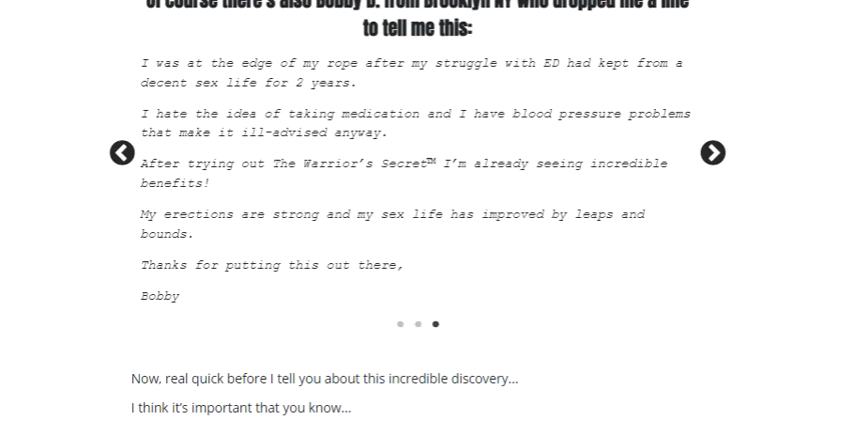 Of course there's also Bobby D. from Brooklyn NY who dropped me a line
to tell me this:
I was at the edge of my rope after my struggle with ED had kept from a
decent sex life for 2 years.
I hate the idea of taking medication and I have blood pressure problems
that make it ill-advised anyway.
After trying out The Warrior's Secret™ I'm already seeing incredible
benefits!
My erections are strong and my sex life has improved by leaps and
bounds.
Thanks for putting this out there,
Bobby
Now, real quick before I tell you about this incredible discovery...
I think it's important that you know...